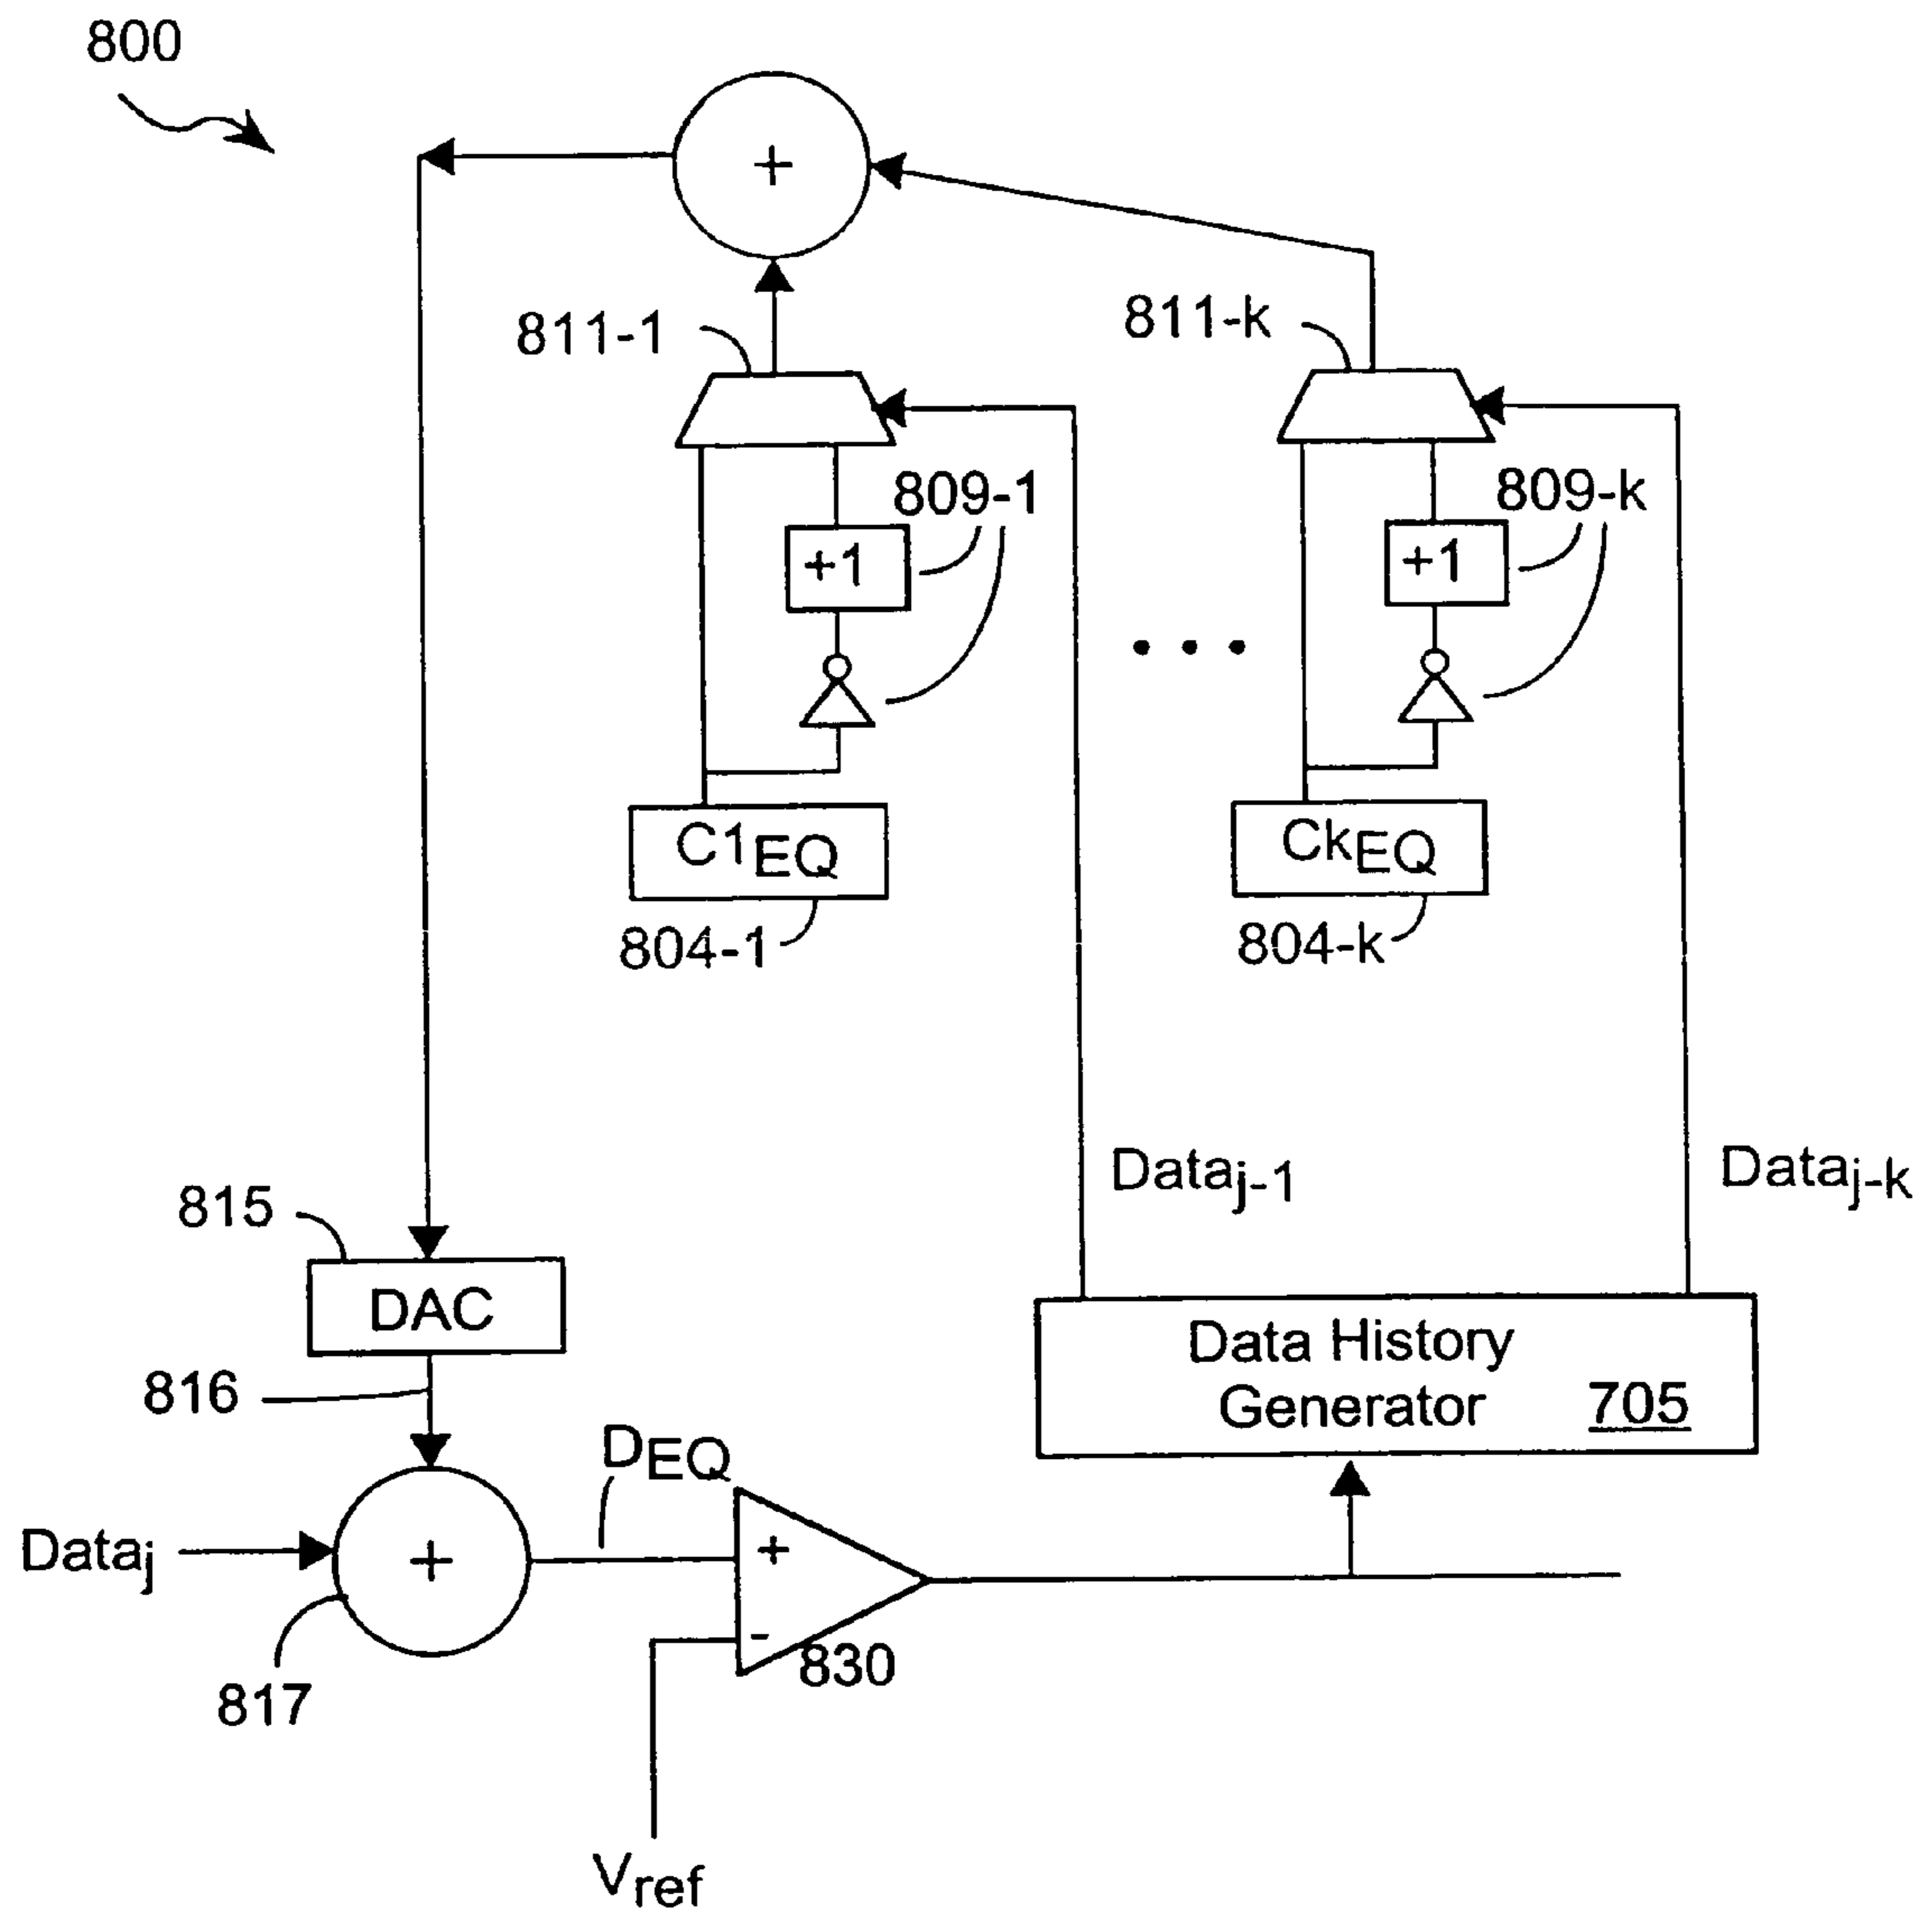 800
+
811-1
811-k
809-1
809-k
+1
+1
C1EQ
CkEQ
804-1
804-k
Dataj-1
Dataj-k
815
DAC
Data History
Generator 705
816
DEQ
Dataj
+
+
-
830
817
Vref